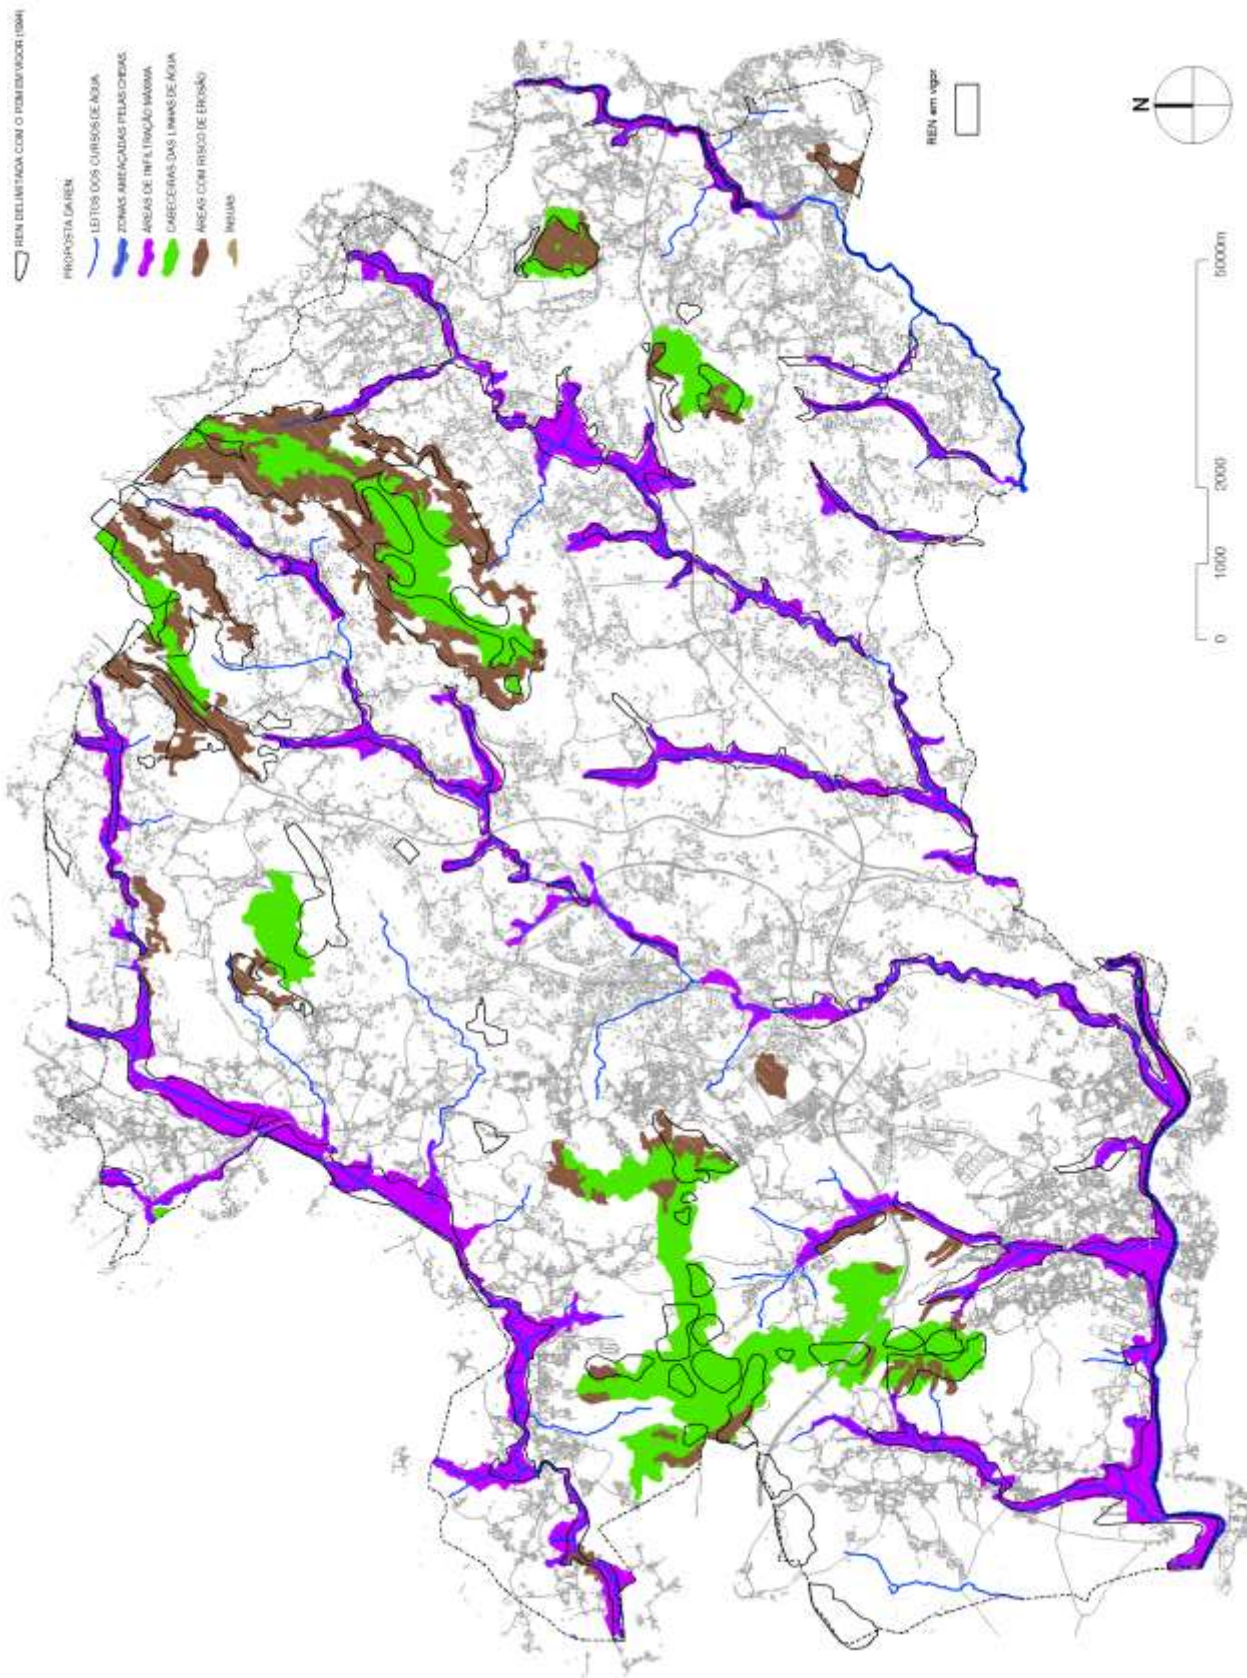 REN DELIMITADA COM O PDM EM VIGOR (1994)
PROPOSTA DA REN
LEITOS DOS CURSOS DE ÁGUA
ZONAS AMEAÇADAS PELAS CHEIAS
ÁREAS DE INFILTRAÇÃO MÁXIMA
CABECEIRAS DAS LINHAS DE ÁGUA
ÁREAS COM RISCO DE EROSÃO
ÍNSUAS
REN em vigor
N
0 1000 2000 5000m